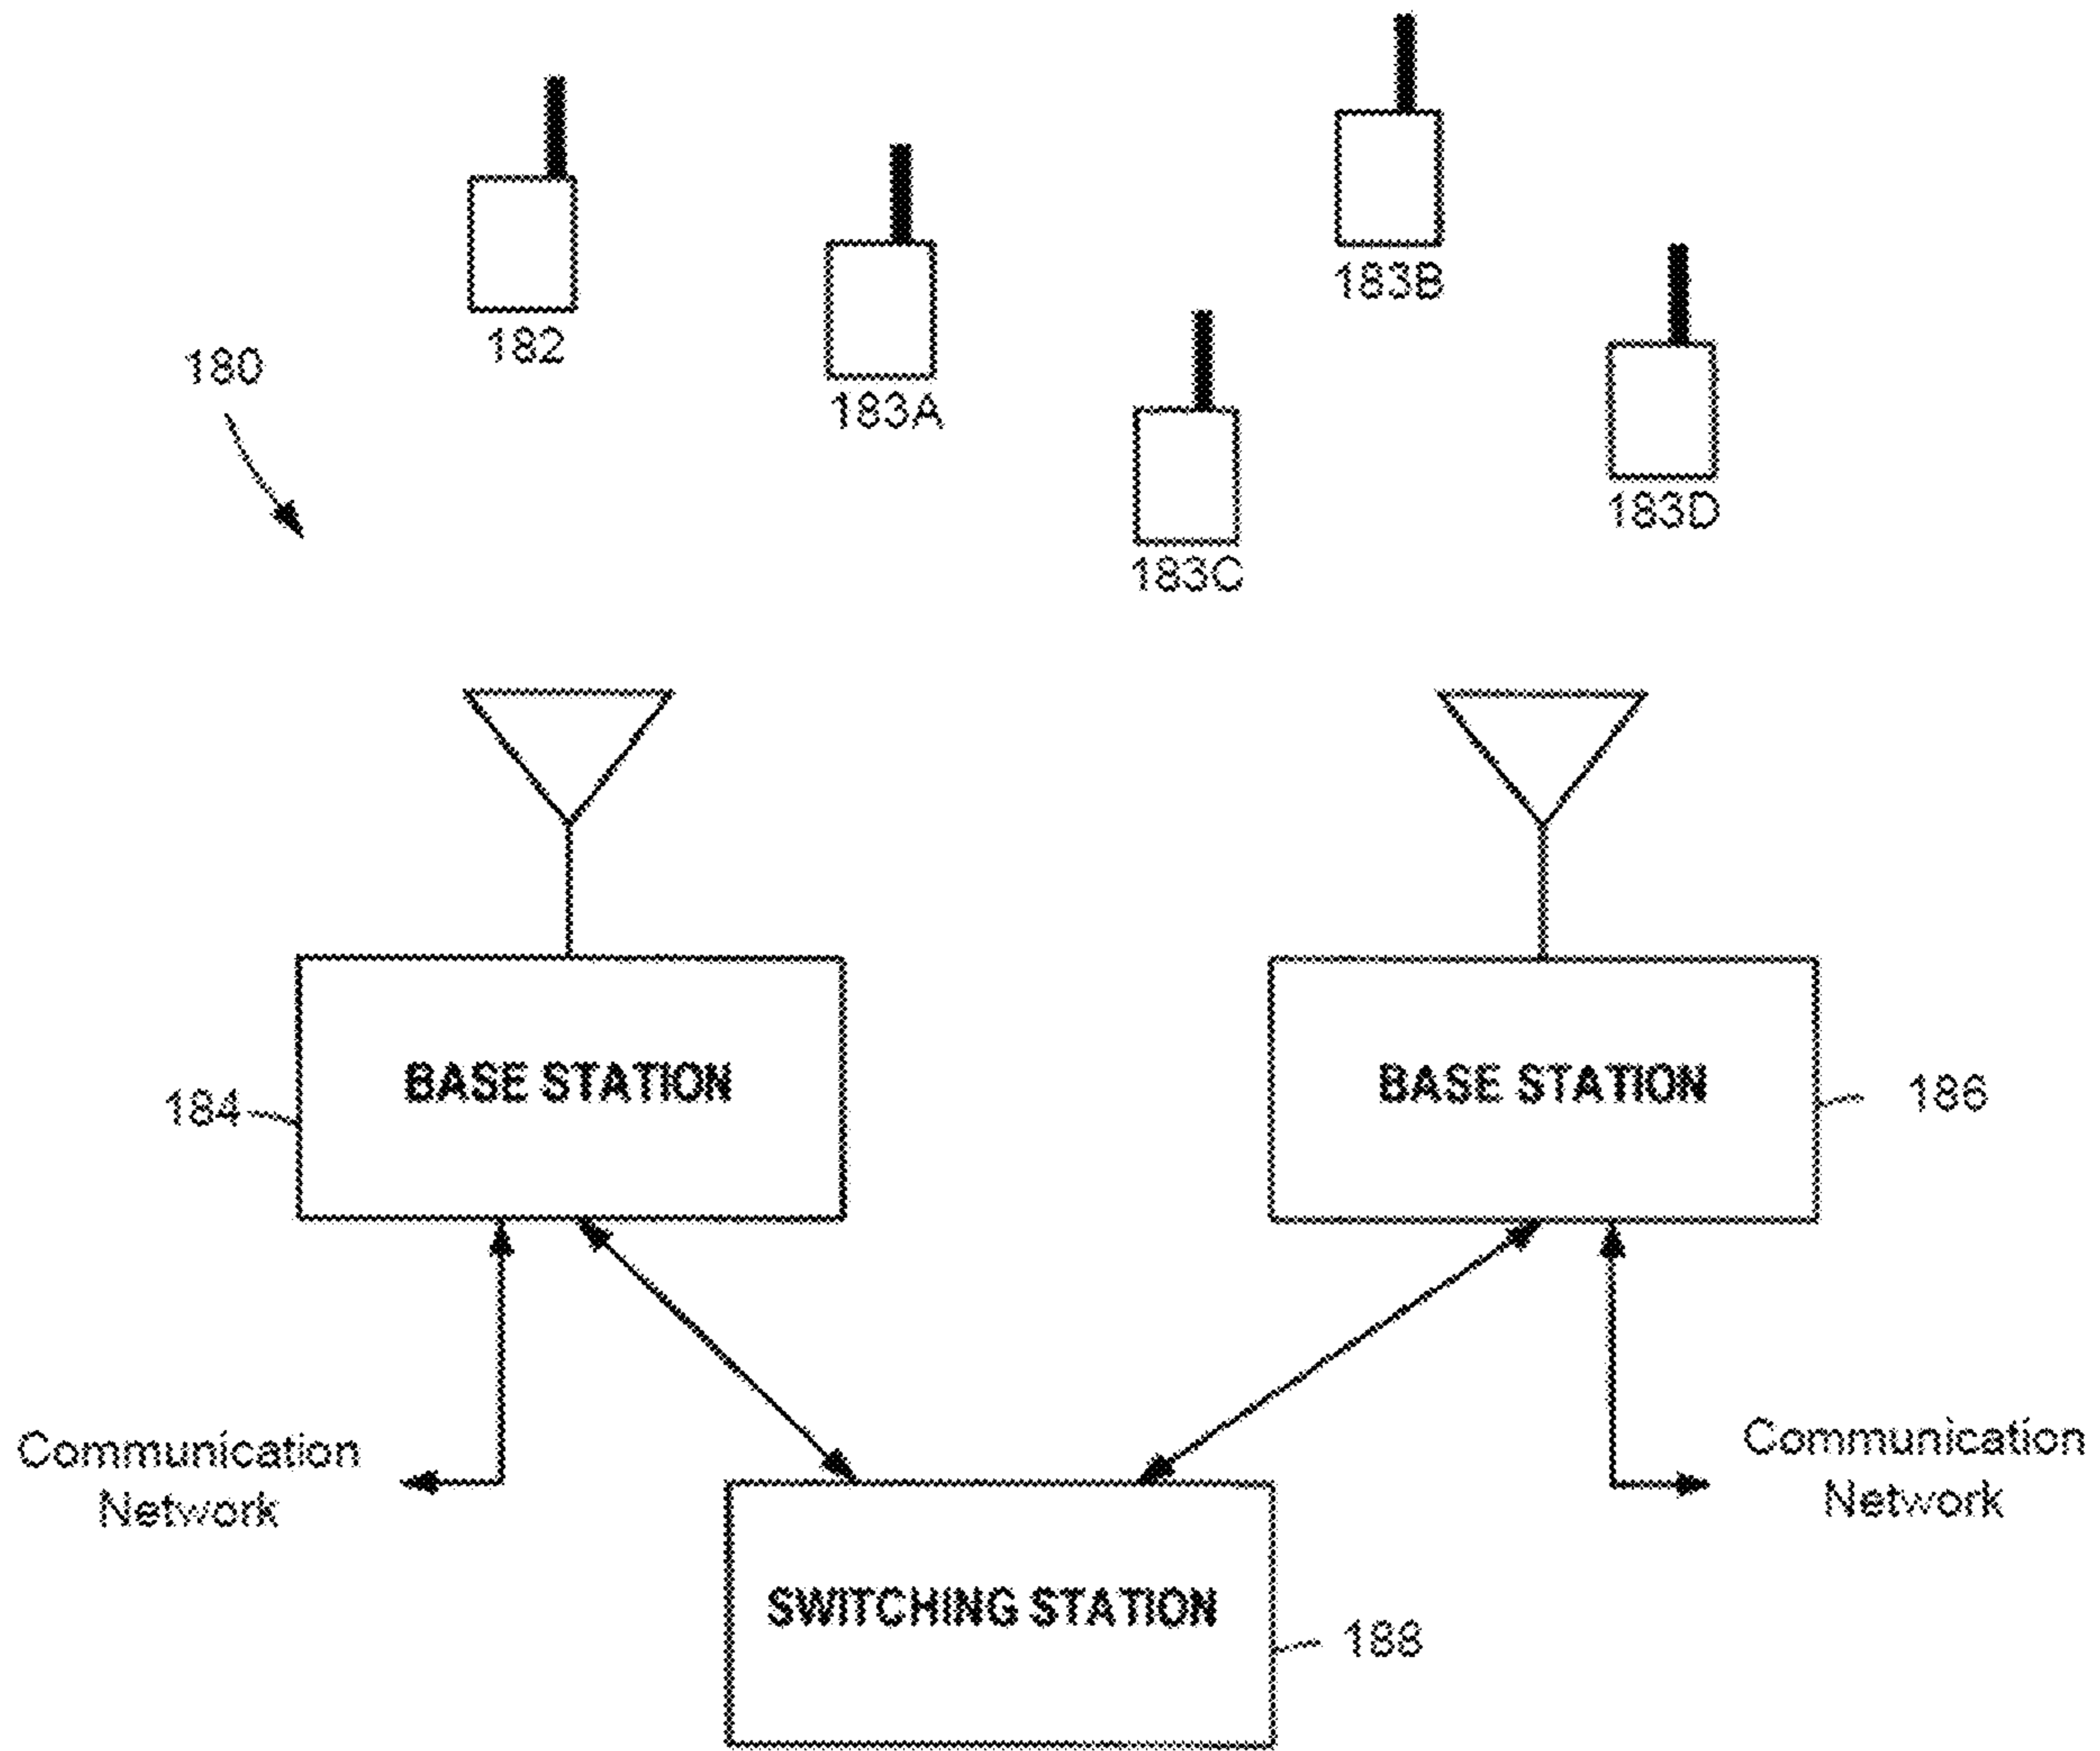 183B
182
180
183A
183D
183C
BASE STATION
BASE STATION
184
186
Communication
Network
Communication
Network
SWITCHING STATION
188